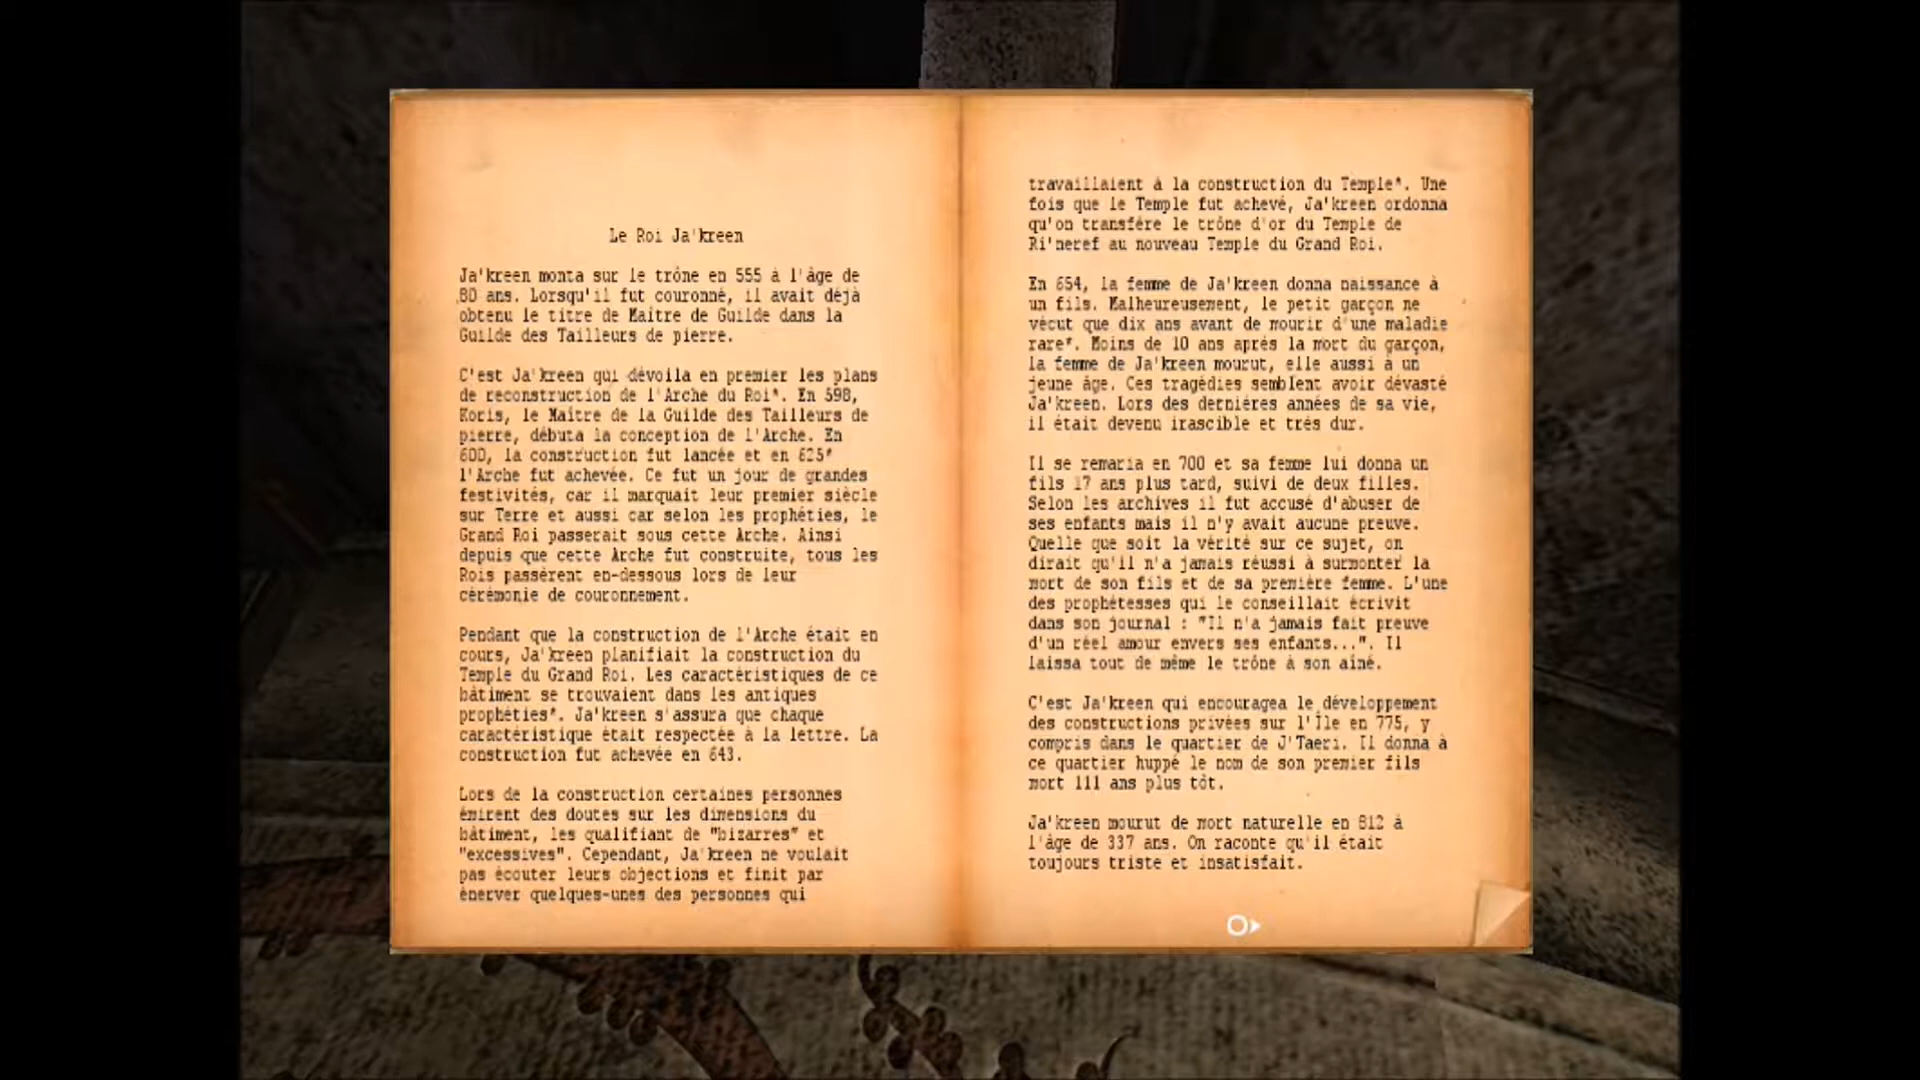 Le Roi Ja'kreen
Ja'kreen monta sur le trône en 555 à l'âge de
80 ans. Lorsqu'il fut couronné, il avait déjà
obtenu le titre de Maître de Guilde dans la
Guilde des Tailleurs de pierre.
C'est Ja'kreen qui dévoila en premier les plans
de reconstruction de l'Arche du Roi*. En 598,
Koris, le Maître de la Guilde des Tailleurs de
pierre, débuta la conception de l'Arche. En
600, la construction fut lancée et en 625*
l'Arche fut achevée. Ce fut un jour de grandes
festivités, car il marquait leur premier siècle
sur Terre et aussi car selon les prophéties, le
Grand Roi passerait sous cette Arche. Ainsi
depuis que cette Arche fut construite, tous les
Rois passèrent en-dessous lors de leur
cérémonie de couronnement.
Pendant que la construction de l'Arche était en
cours, Ja'kreen planifiait la construction du
Temple du Grand Roi. Les caractéristiques de ce
bâtiment se trouvaient dans les antiques
prophéties*. Ja'kreen s'assura que chaque
caractéristique était respectée à la lettre. La
construction fut achevée en 643.
Lors de la construction certaines personnes
émirent des doutes sur les dimensions du
bâtiment, les qualifiant de "bizarres" et
"excessives". Cependant, Ja'kreen ne voulait
pas écouter leurs objections et finit par
énerver quelques-unes des personnes qui
travaillaient à la construction du Temple*. Une
fois que le Temple fut achevé, Ja'kreen ordonna
qu'on transfère le trône d'or du Temple de
Ri'neref au nouveau Temple du Grand Roi.
En 654, la femme de Ja'kreen donna naissance à
un fils. Malheureusement, le petit garçon ne
vécut que dix ans avant de mourir d'une maladie
rare*. Moins de 10 ans après la mort du garçon,
la femme de Ja'kreen mourut, elle aussi à un
jeune âge. Ces tragédies semblent avoir dévasté
Ja'kreen. Lors des dernières années de sa vie,
il était devenu irascible et très dur.
Il se remaria en 700 et sa femme lui donna un
fils 17 ans plus tard, suivi de deux filles.
Selon les archives il fut accusé d'abuser de
ses enfants mais il n'y avait aucune preuve.
Quelle que soit la vérité sur ce sujet, on
dirait qu'il n'a jamais réussi à surmonter la
mort de son fils et de sa première femme. L'une
des prophétesses qui le conseillait écrivit
dans son journal : "Il n'a jamais fait preuve
d'un réel amour envers ses enfants...". Il
laissa tout de même le trône à son aîné.
C'est Ja'kreen qui encouragea le développement
des constructions privées sur l'Île en 775, y
compris dans le quartier de J'Taeri. Il donna à
ce quartier huppé le nom de son premier fils
mort 111 ans plus tôt.
Ja'kreen mourut de mort naturelle en 812 à
l'âge de 337 ans. On raconte qu'il était
toujours triste et insatisfait.